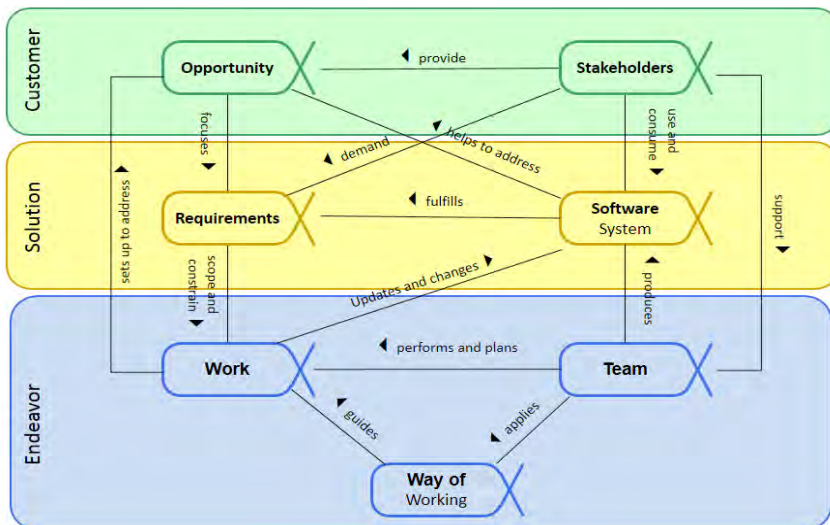 Customer
Opportunity
provide
Stakeholders
focuses
demand
helps to address
use and
consume
sets up to address
support
Solution
Requirements
fulfills
Software
System
scope and
constrain
Updates and changes
produces
Endeavor
Work
performs and plans
Team
guides
applies
Way of
Working